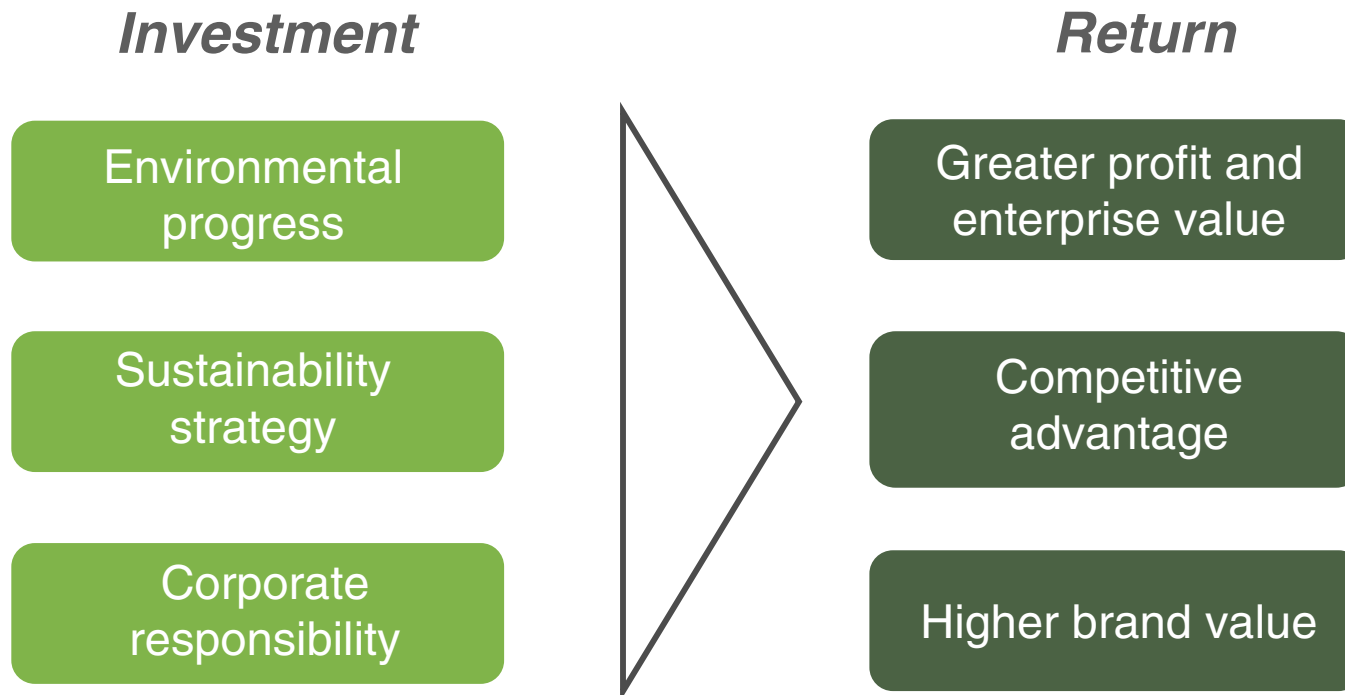 Investment
Return
Environmental
progress
Greater profit and
enterprise value
Sustainability
strategy
Competitive
advantage
Corporate
responsibility
Higher brand value